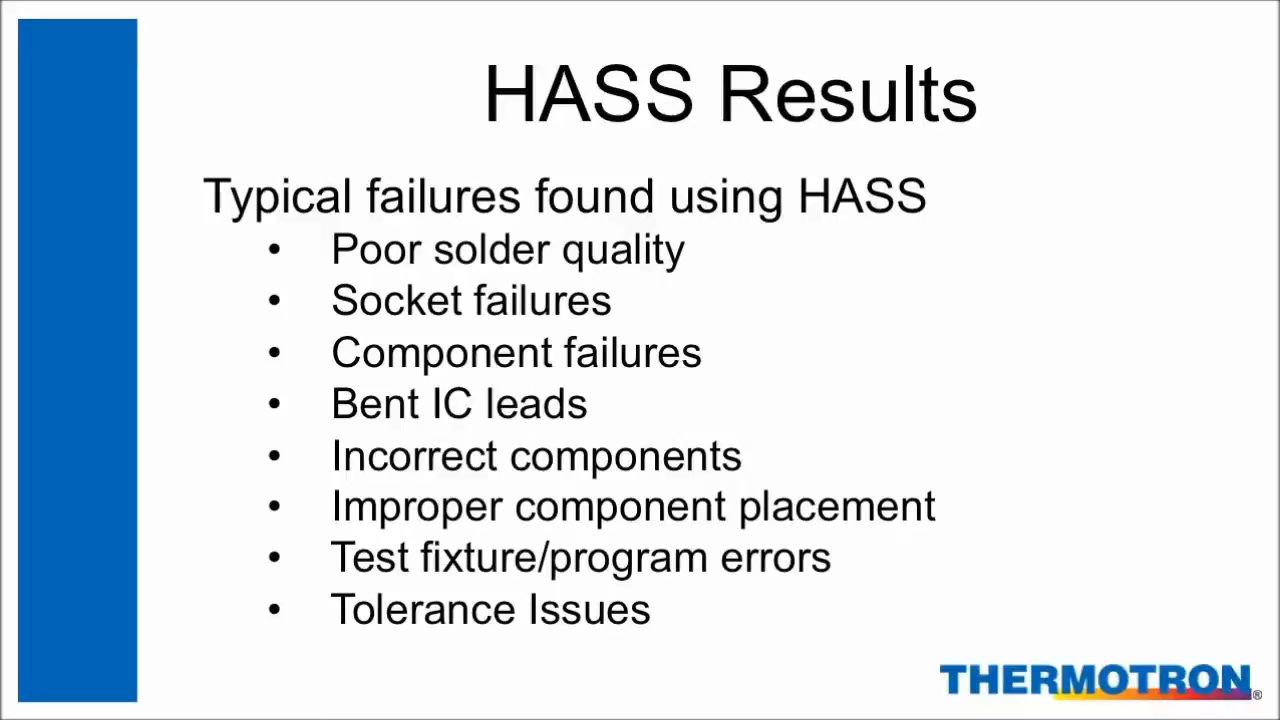 HASS Results
Typical failures found using HASS
• Poor solder quality
• Socket failures
• Component failures
• Bent IC leads
• Incorrect components
• Improper component placement
• Test fixture/program errors
• Tolerance Issues
THERMOTRON®